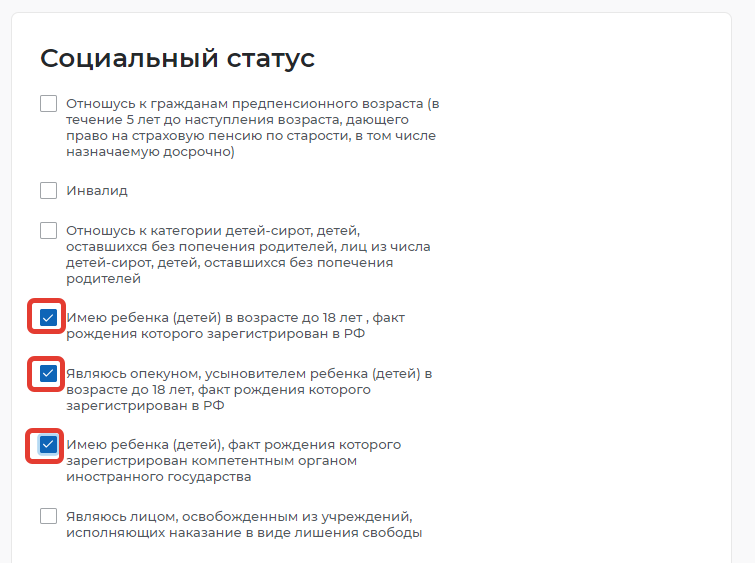 Социальный статус
Отношусь к гражданам предпенсионного возраста (в
течение 5 лет до наступления возраста, дающего
право на страховую пенсию по старости, в том числе
назначаемую досрочно)
Инвалид
Отношусь к категории детей-сирот, детей,
оставшихся без попечения родителей, лиц из числа
детей-сирот, детей, оставшихся без попечения
родителей
Имею ребенка (детей) в возрасте до 18 лет , факт
рождения которого зарегистрирован в РФ
Являюсь опекуном, усыновителем ребенка (детей) в
возрасте до 18 лет, факт рождения которого
зарегистрирован в РФ
Имею ребенка (детей), факт рождения которого
зарегистрирован компетентным органом
иностранного государства
Являюсь лицом, освобожденным из учреждений,
исполняющих наказание в виде лишения свободы